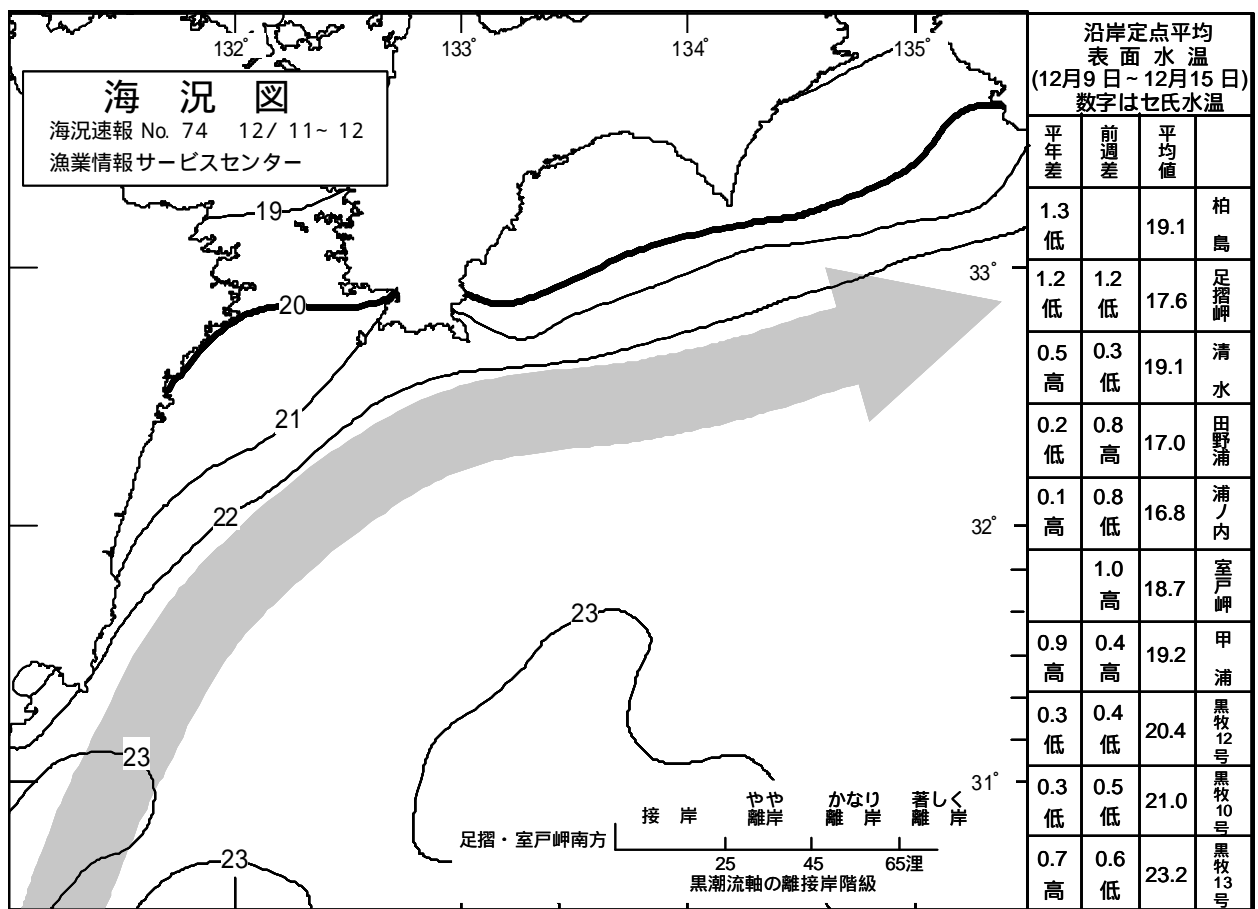 132°
133°
134°
135°
海 況 図
海況速報 No. 74 12/ 11~ 12
漁業情報サービスセンター
19
20
21
22
23
23
23
33°
32°
31°
接 岸
やや
離岸
かなり
離 岸
著しく
離 岸
足摺・室戸岬南方
25 45 65浬
黒潮流軸の離接岸階級
沿岸定点平均
表 面 水 温
(12月9 日~12月15 日)
数字はセ氏水温
平年差 前週差 平均値
1.3低 19.1 柏島
1.2低 1.2低 17.6 足摺岬
0.5高 0.3低 19.1 清水
0.2低 0.8高 17.0 田野浦
0.1高 0.8低 16.8 浦ノ内
1.0高 18.7 室戸岬
0.9高 0.4高 19.2 甲浦
0.3低 0.4低 20.4 黒牧12号
0.3低 0.5低 21.0 黒牧10号
0.7高 0.6低 23.2 黒牧13号